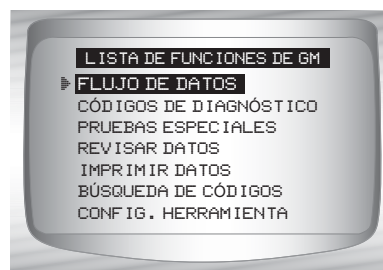 LISTA DE FUNCIONES DE GM
FLUJO DE DATOS
CÓDIGOS DE DIAGNÓSTICO
PRUEBAS ESPECIALES
REVISAR DATOS
IMPRIMIR DATOS
BÚSQUEDA DE CÓDIGOS
CONFIG. HERRAMIENTA